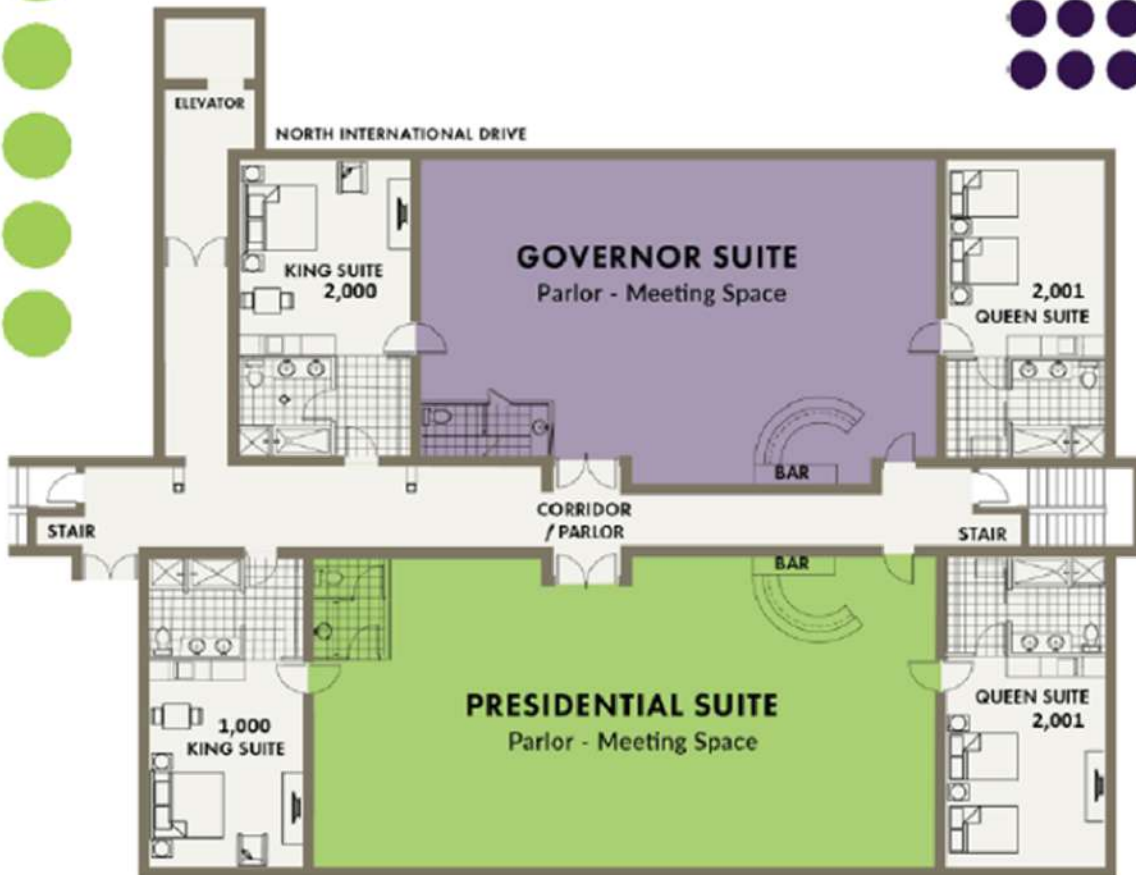 ELEVATOR
NORTH INTERNATIONAL DRIVE
KING SUITE
2,000
GOVERNOR SUITE
Parlor - Meeting Space
2,001
QUEEN SUITE
BAR
STAIR
CORRIDOR
/ PARLOR
STAIR
BAR
1,000
KING SUITE
PRESIDENTIAL SUITE
Parlor - Meeting Space
QUEEN SUITE
2,001